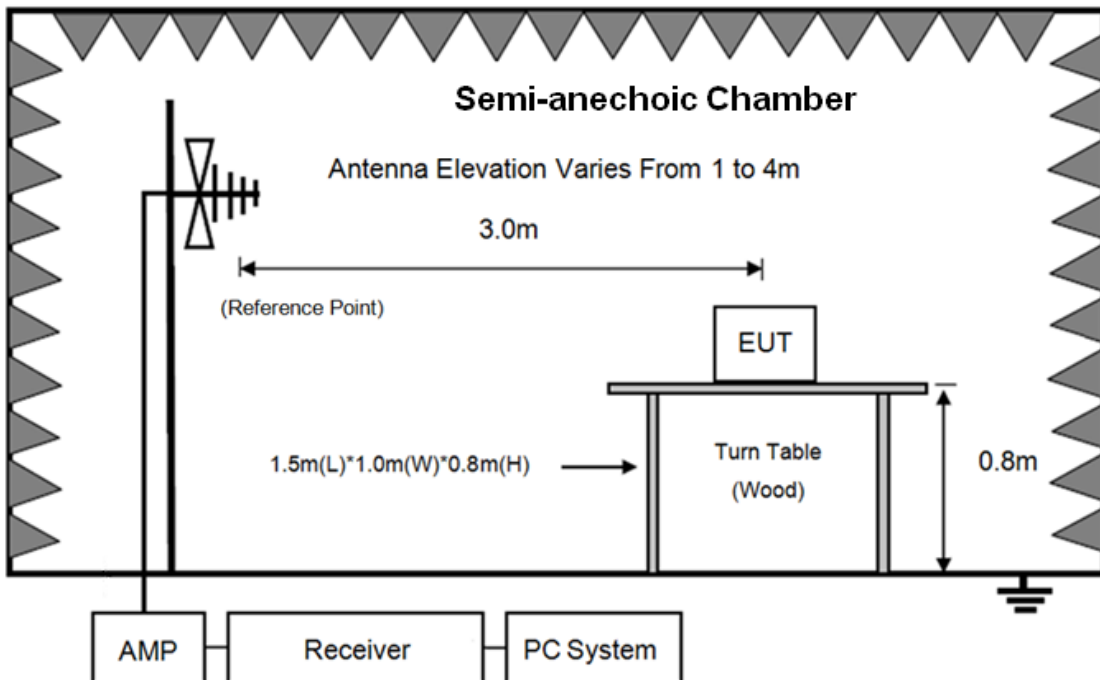 Semi-anechoic Chamber
Antenna Elevation Varies From 1 to 4m
3.0m
(Reference Point)
EUT
1.5m(L)*1.0m(W)*0.8m(H)
Turn Table
(Wood)
0.8m
AMP
Receiver
PC System